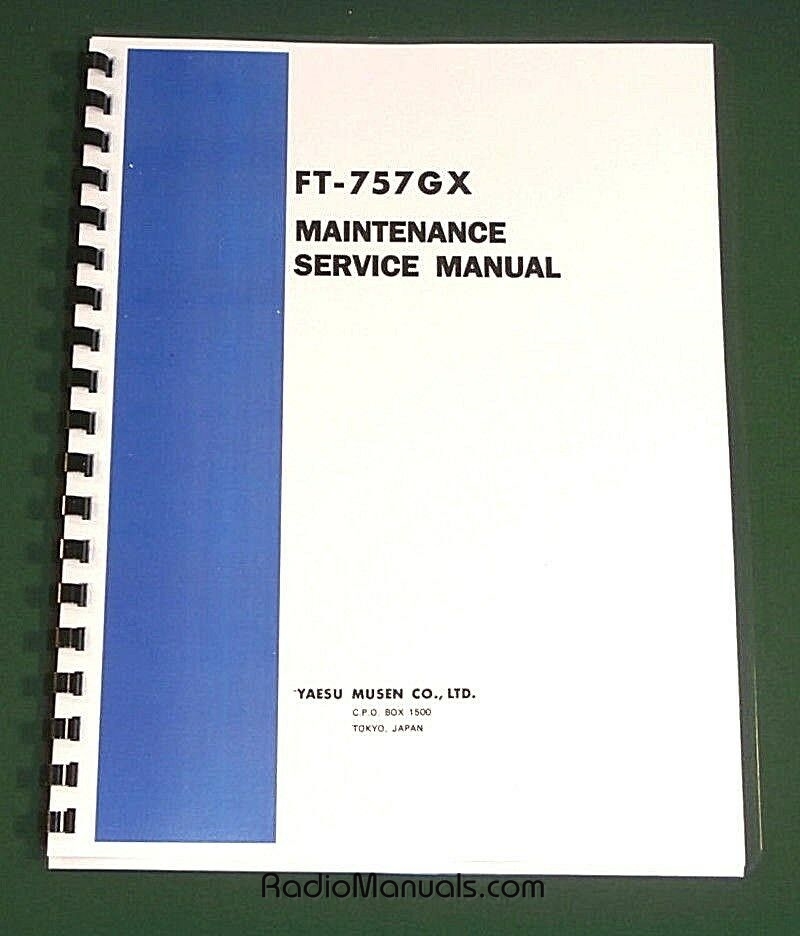 FT-757GX
MAINTENANCE
SERVICE MANUAL
YAESU MUSEN CO., LTD.
C.P.O. BOX 1500
TOKYO, JAPAN
RadioManuals.com